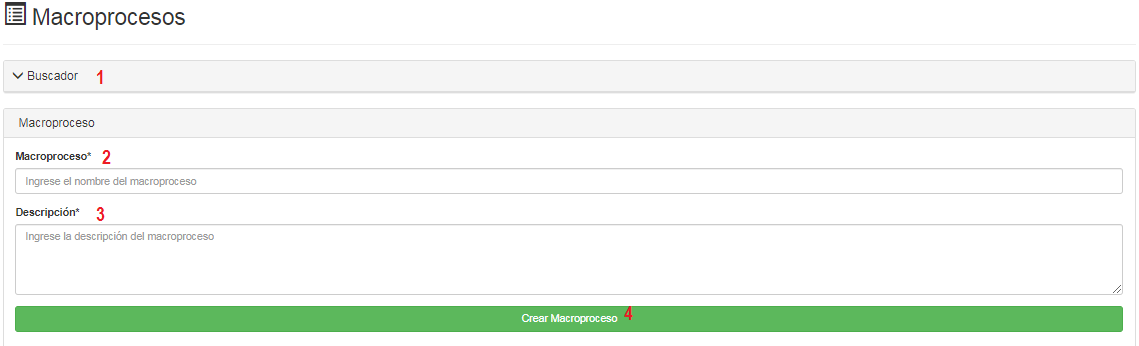 Macroprocesos
Buscador 1
Macroproceso
Macroproceso* 2
Ingrese el nombre del macroproceso
Descripción* 3
Ingrese la descripción del macroproceso
Crear Macroproceso 4